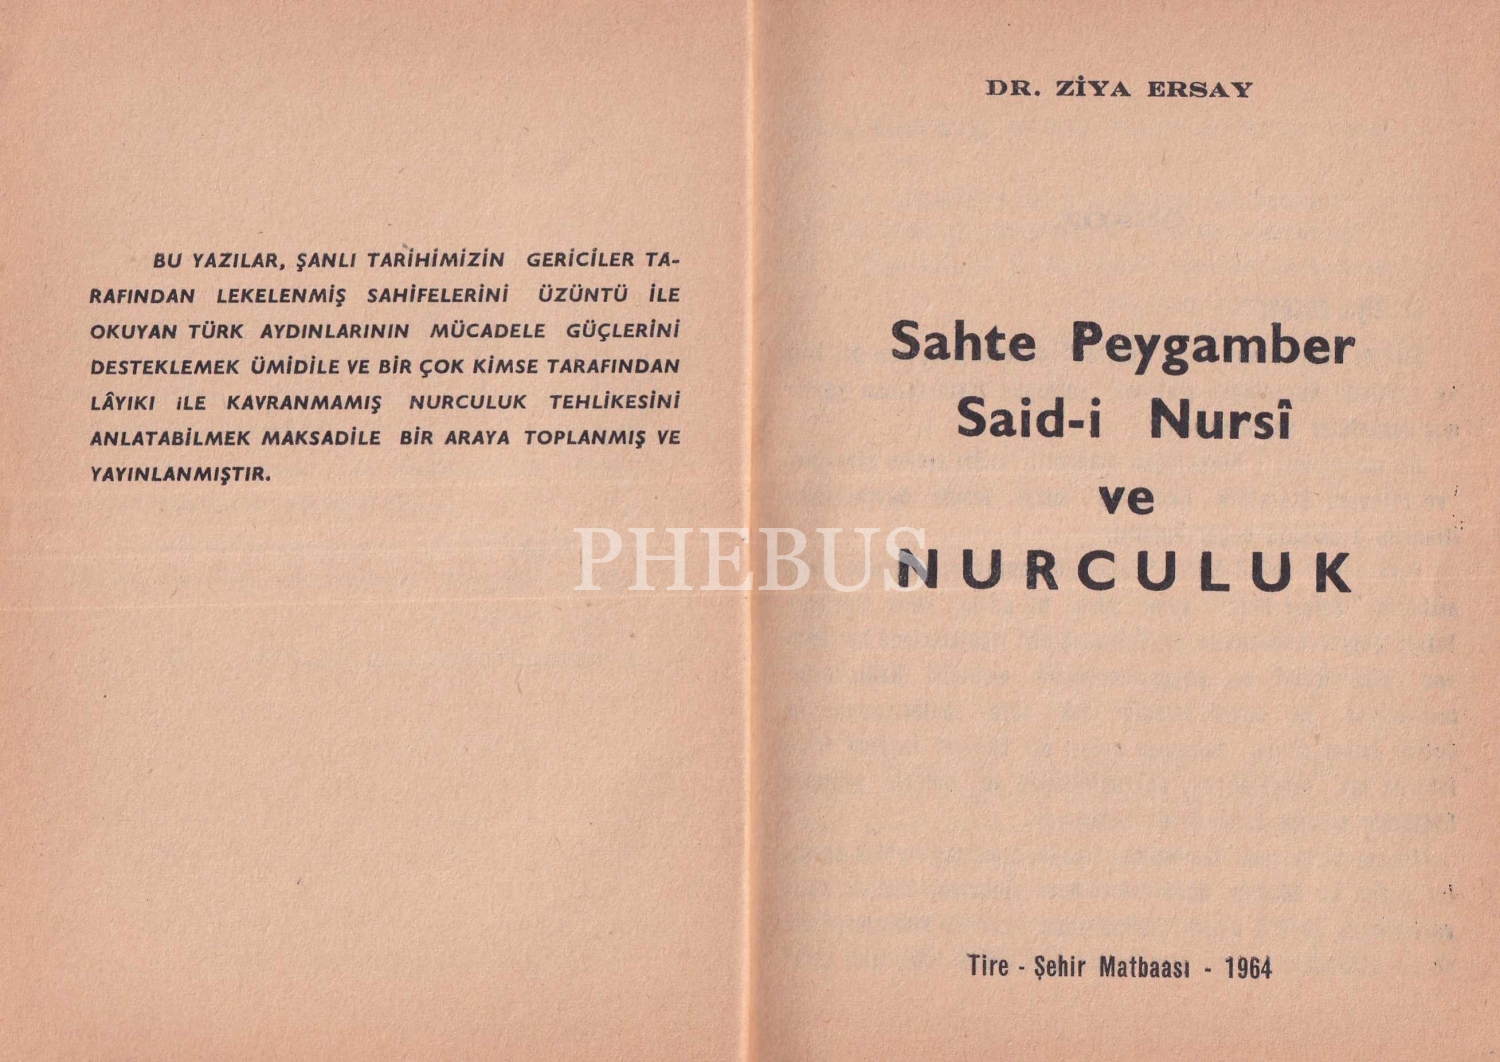 BU YAZILAR, ŞANLI TARİHİMİZİN GERİCİLER TA-
RAFINDAN LEKELENMİŞ SAHİFELERİNİ ÜZÜNTÜ İLE
OKUYAN TÜRK AYDINLARININ MÜCADELE GÜÇLERİNİ
DESTEKLEMEK ÜMİDİLE VE BİR ÇOK KİMSE TARAFINDAN
LÂYIKI iLE KAVRANMAMIŞ NURCULUK TEHLİKESİNİ
ANLATABİLMEK MAKSADİLE BİR ARAYA TOPLANMIŞ VE
YAYINLANMIŞTIR.
DR. ZİYA ERSAY
Sahte Peygamber
Said-i Nursî
ve
NURCULUK
Tire - Şehir Matbaası - 1964
PHEBUS